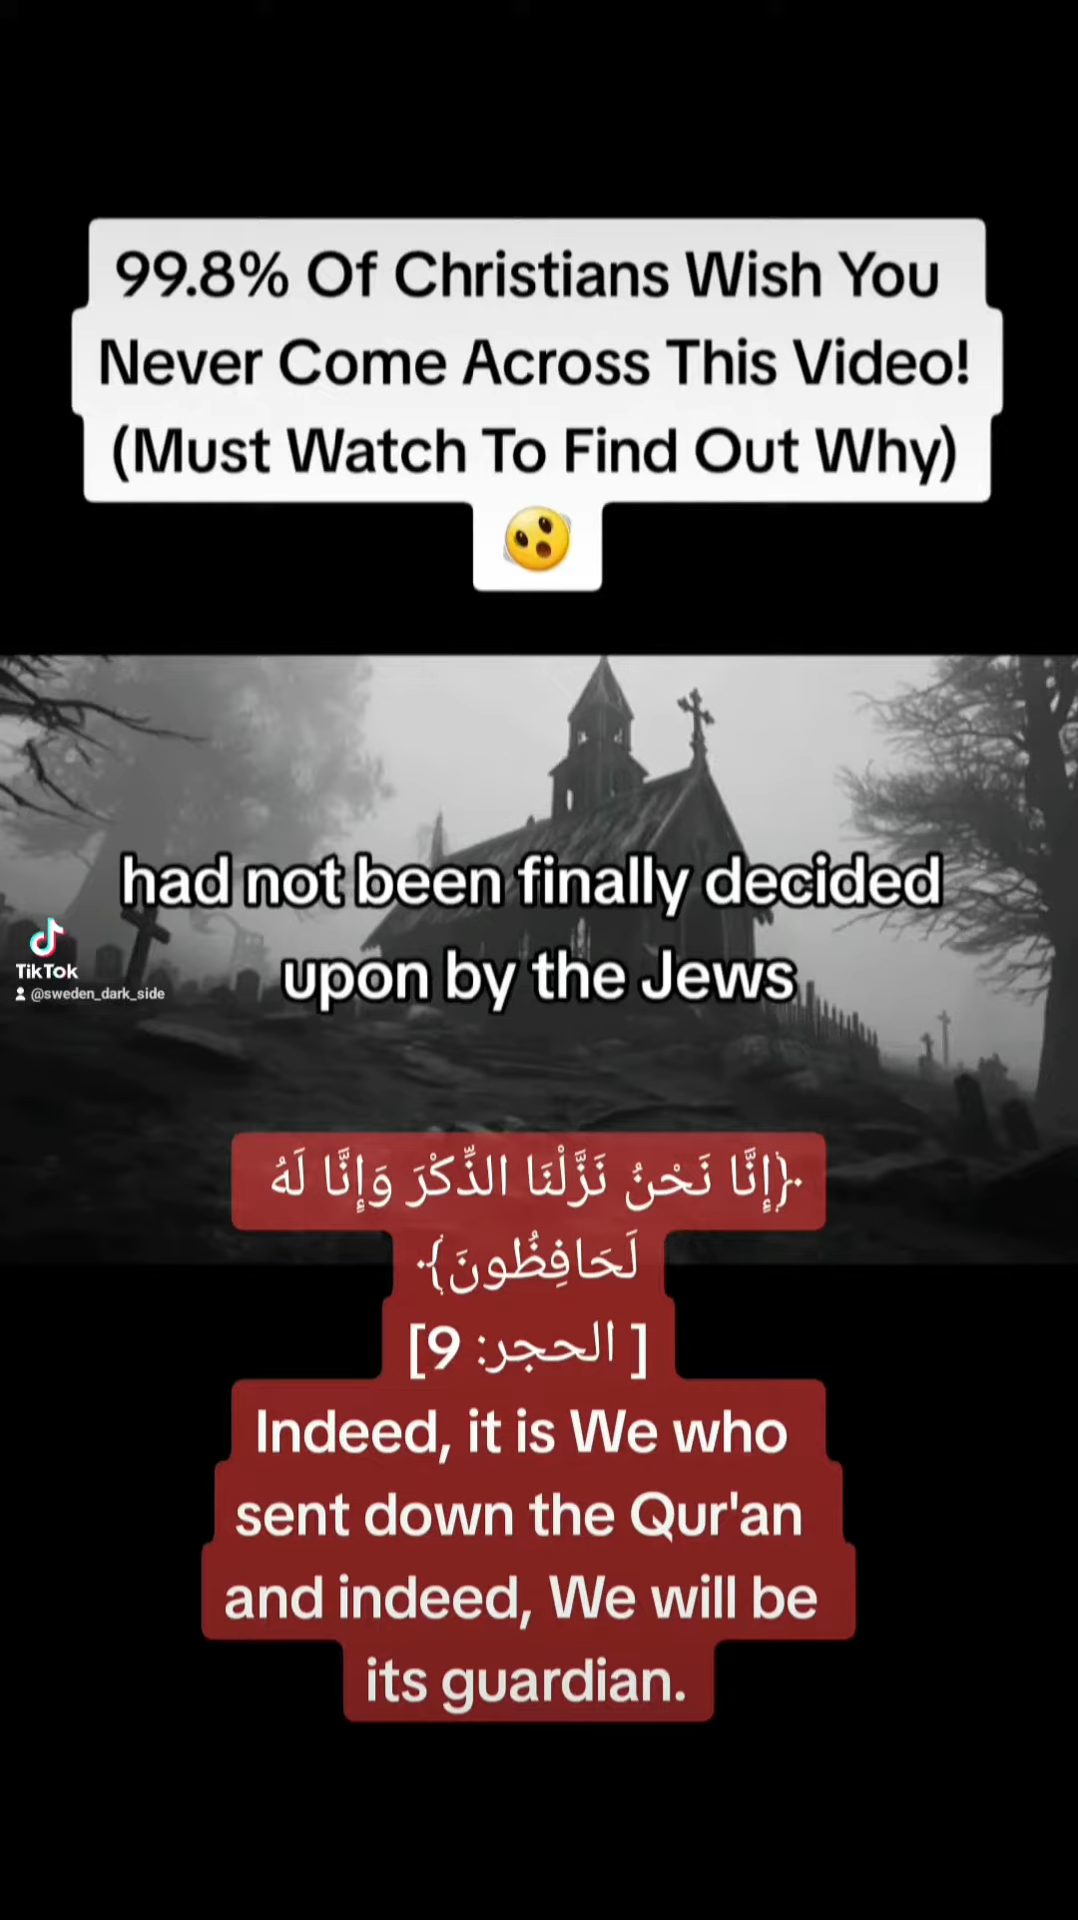 99.8% Of Christians Wish You
Never Come Across This Video!
(Must Watch To Find Out Why)
😮
had not been finally decided
upon by the Jews
TikTok
@sweden_dark_side
﴿إِنَّا نَحْنُ نَزَّلْنَا الذِّكْرَ وَإِنَّا لَهُ
لَحَافِظُونَ﴾
[ الحجر: 9]
Indeed, it is We who
sent down the Qur'an
and indeed, We will be
its guardian.